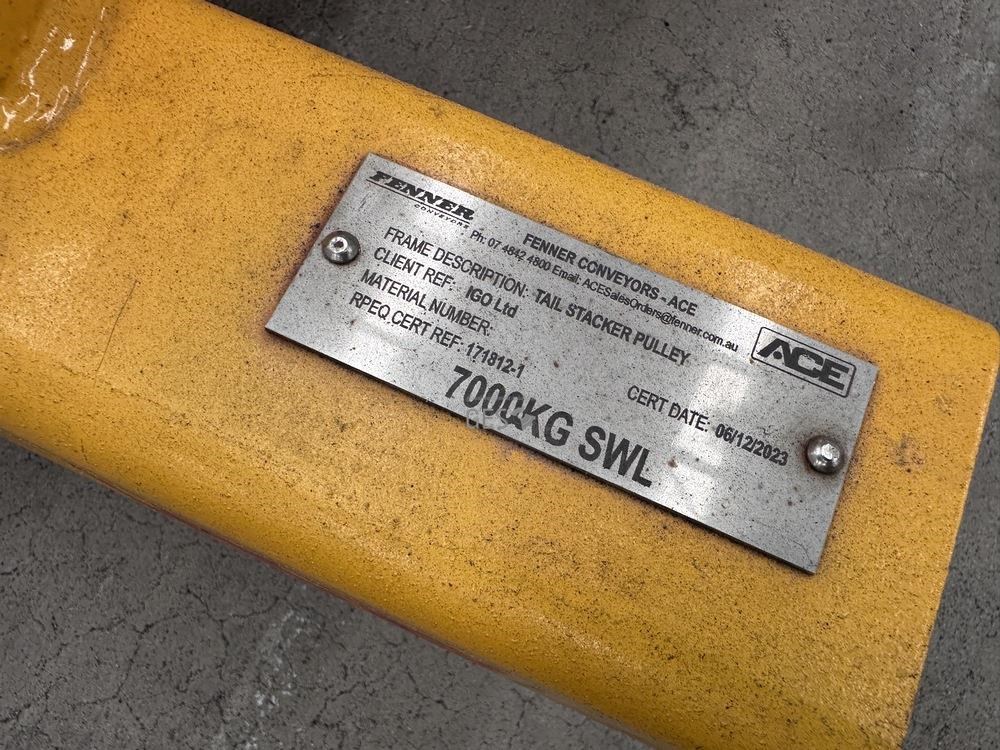 FENNER
CONVEYORS
FENNER CONVEYORS - ACE
Ph: 07 4842 4800 Email: ACESalesOrders@fenner.com.au
ACE
FRAME DESCRIPTION: TAIL STACKER PULLEY
CLIENT REF: IGO Ltd
MATERIAL NUMBER:
RPEQ CERT REF: 171812-1
CERT DATE: 06/12/2023
7000KG SWL